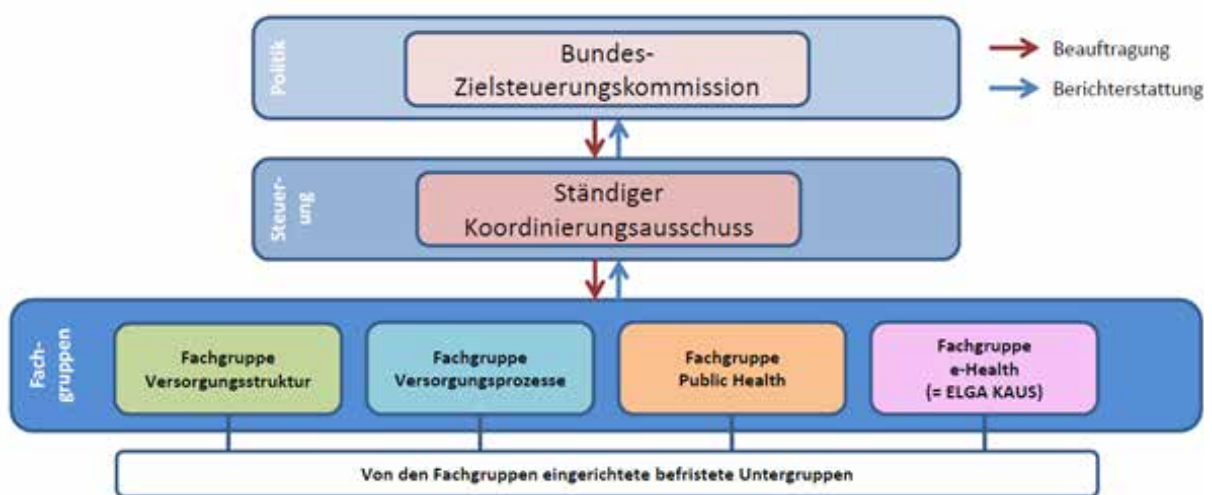 Politik
Bundes-
Zielsteuerungskommission
Beauftragung
Berichterstattung
Steuer-
ung
Ständiger
Koordinierungsausschuss
Fach-
gruppen
Fachgruppe
Versorgungsstruktur
Fachgruppe
Versorgungsprozesse
Fachgruppe
Public Health
Fachgruppe
e-Health
(= ELGA KAUS)
Von den Fachgruppen eingerichtete befristete Untergruppen